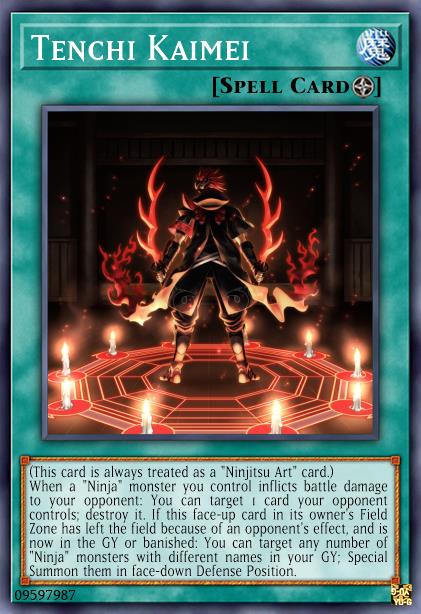 Tenchi Kaimei
[Spell Card]
(This card is always treated as a "Ninjitsu Art" card.)
When a "Ninja" monster you control inflicts battle damage
to your opponent: You can target 1 card your opponent
controls; destroy it. If this face-up card in its owner's Field
Zone has left the field because of an opponent's effect, and is
now in the GY or banished: You can target any number of
"Ninja" monsters with different names in your GY; Special
Summon them in face-down Defense Position.
09597987